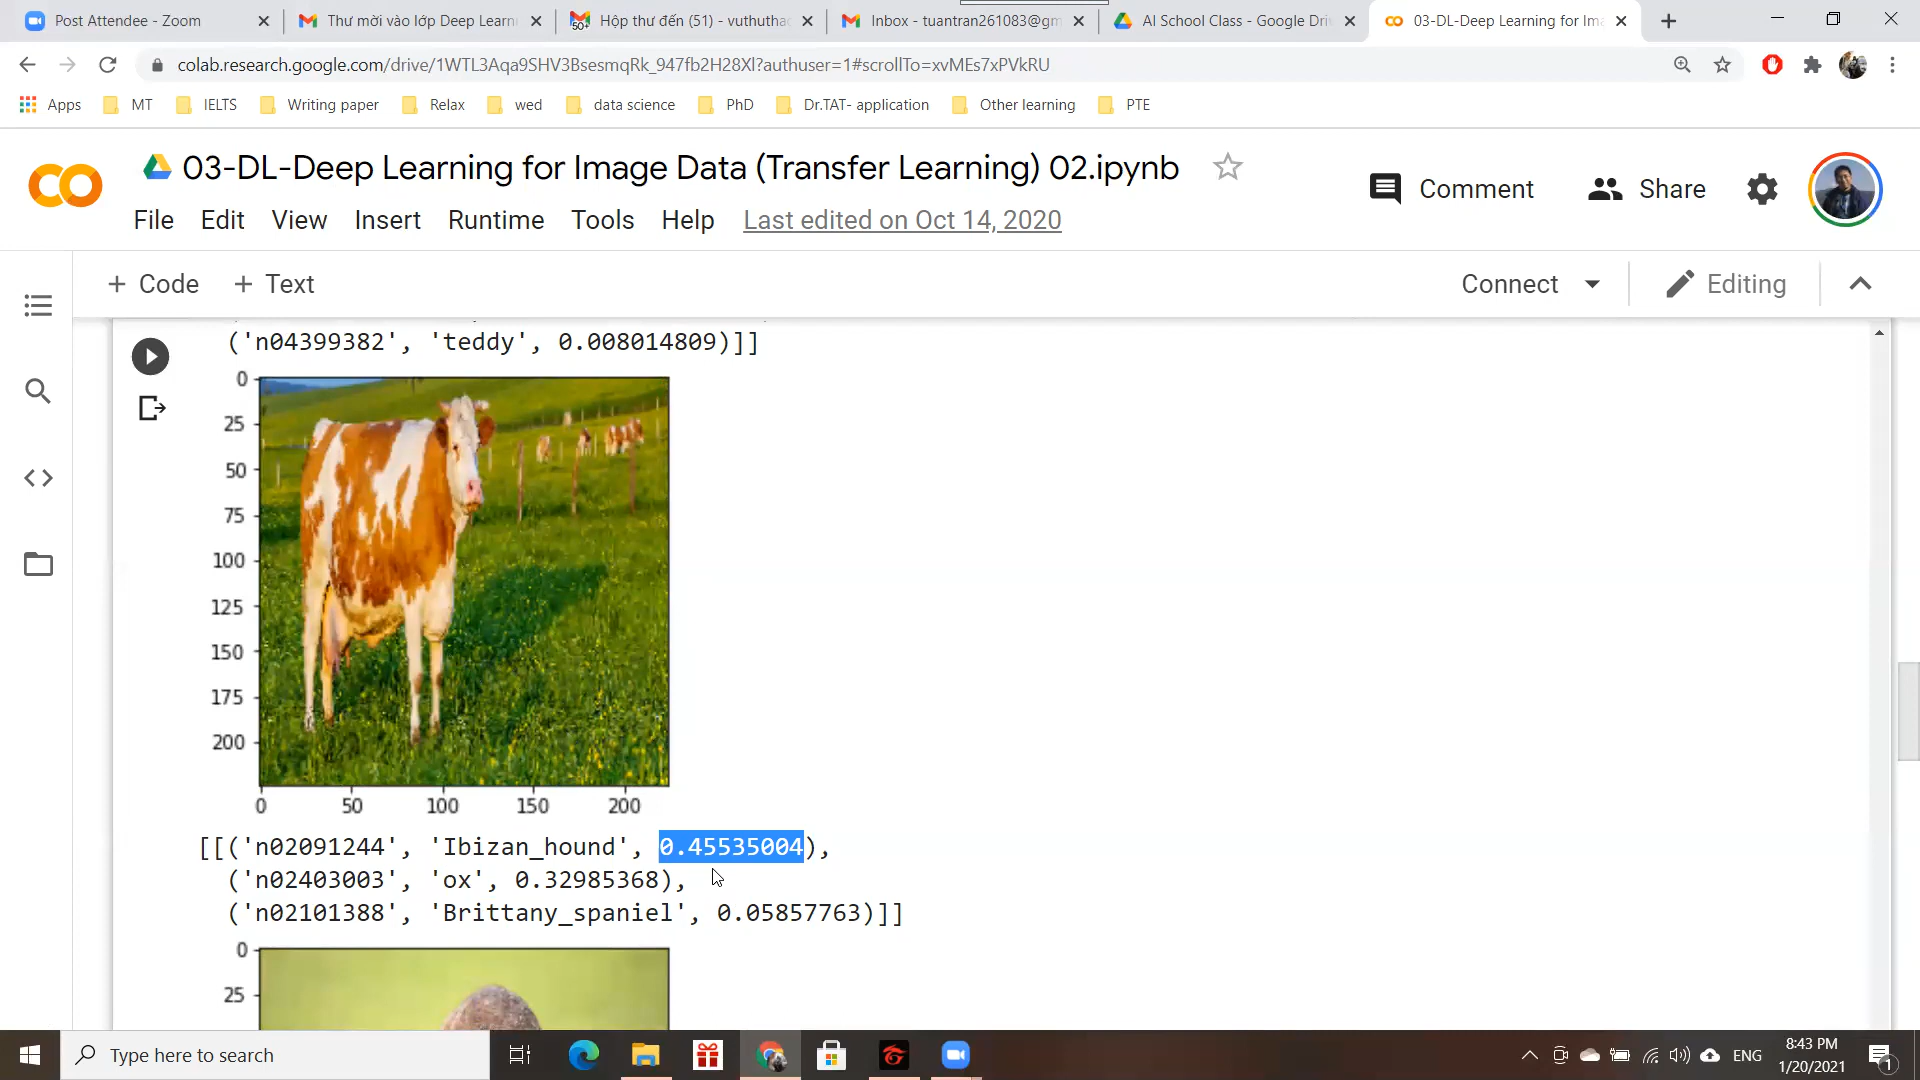 Post Attendee - Zoom
Thư mời vào lớp Deep Learni
Hộp thư đến (51) - vuthutha
Inbox - tuantran261083@gm
AI School Class - Google Driv
03-DL-Deep Learning for Ima
colab.research.google.com/drive/1WTL3Aqa9SHV3BsesmqRk_947fb2H28Xl?authuser=1#scrollTo=xvMEs7xPVkRU
Apps MT IELTS Writing paper Relax wed data science PhD Dr.TAT- application Other learning PTE
03-DL-Deep Learning for Image Data (Transfer Learning) 02.ipynb
Comment Share
File Edit View Insert Runtime Tools Help Last edited on Oct 14, 2020
+ Code + Text Connect Editing
('n04399382', 'teddy', 0.008014809)]]
0
25
50
75
100
125
150
175
200
0 50 100 150 200
[[('n02091244', 'Ibizan_hound', 0.45535004),
('n02403003', 'ox', 0.32985368),
('n02101388', 'Brittany_spaniel', 0.05857763)]]
0
25
Type here to search
ENG
8:43 PM
1/20/2021
1